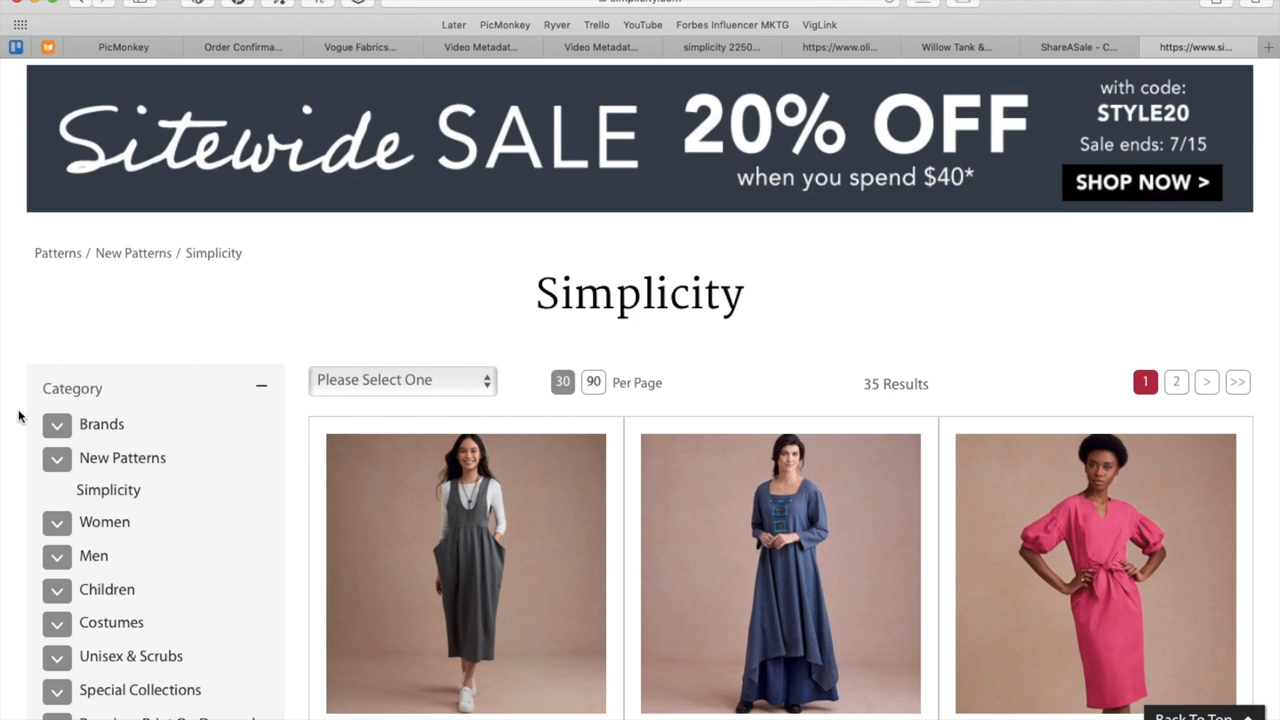 Later PicMonkey Ryver Trello YouTube Forbes Influencer MKTG VigLink
PicMonkey Order Confirma... Vogue Fabrics... Video Metadat... Video Metadat... simplicity 2250... https://www.oli... Willow Tank &... ShareASale - C... https://www.si... +
Sitewide SALE 20% OFF
when you spend $40*
with code:
STYLE20
Sale ends: 7/15
SHOP NOW >
Patterns / New Patterns / Simplicity
Simplicity
Category
Please Select One 30 90 Per Page 35 Results 1 2 > >>
Brands
New Patterns
Simplicity
Women
Men
Children
Costumes
Unisex & Scrubs
Special Collections
Back To Top